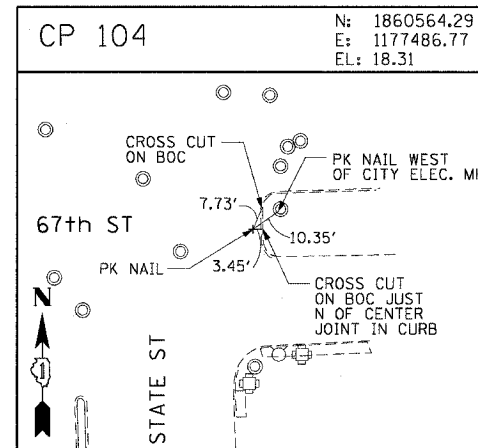 CP 104
N: 1860564.29
E: 1177486.77
EL: 18.31
CROSS CUT
ON BOC
PK NAIL WEST
OF CITY ELEC. MH
7.73'
67th ST
10.35'
PK NAIL
3.45'
CROSS CUT
ON BOC JUST
N OF CENTER
JOINT IN CURB
N
1
STATE ST